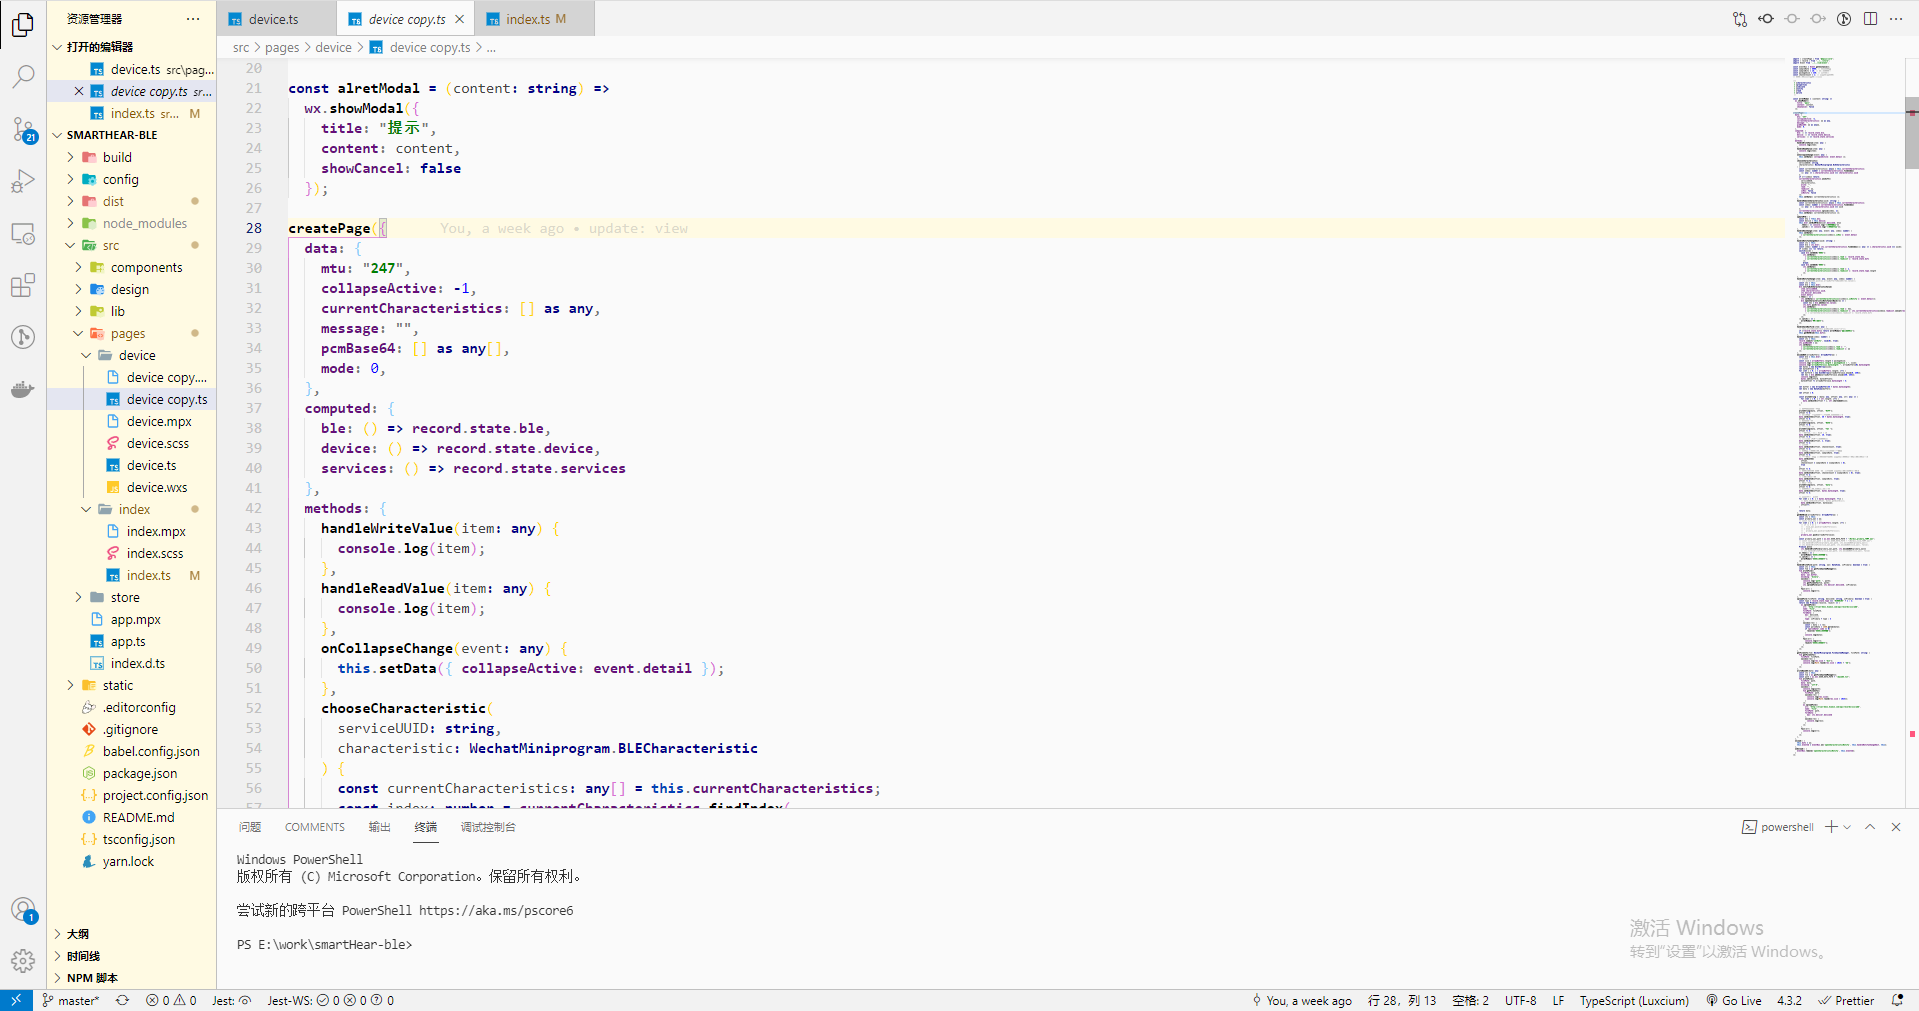 资源管理器
打开的编辑器
device.ts src\pag...
device copy.ts sr...
index.ts sr... M
SMARTHEAR-BLE
build
config
dist
node_modules
src
components
design
lib
pages
device
device copy....
device copy.ts
device.mpx
device.scss
device.ts
device.wxs
index
index.mpx
index.scss
index.ts M
store
app.mpx
app.ts
index.d.ts
static
.editorconfig
.gitignore
babel.config.json
package.json
project.config.json
README.md
tsconfig.json
yarn.lock
大纲
时间线
NPM 脚本
21
1
device.ts
device copy.ts
index.ts M
src > pages > device > device copy.ts > ...
20
21 const alretModal = (content: string) =>
22 wx.showModal({
23 title: "提示",
24 content: content,
25 showCancel: false
26 });
27
28 createPage({ You, a week ago • update: view
29 data: {
30 mtu: "247",
31 collapseActive: -1,
32 currentCharacteristics: [] as any,
33 message: "",
34 pcmBase64: [] as any[],
35 mode: 0,
36 },
37 computed: {
38 ble: () => record.state.ble,
39 device: () => record.state.device,
40 services: () => record.state.services
41 },
42 methods: {
43 handleWriteValue(item: any) {
44 console.log(item);
45 },
46 handleReadValue(item: any) {
47 console.log(item);
48 },
49 onCollapseChange(event: any) {
50 this.setData({ collapseActive: event.detail });
51 },
52 chooseCharacteristic(
53 serviceUUID: string,
54 characteristic: WechatMiniprogram.BLECharacteristic
55 ) {
56 const currentCharacteristics: any[] = this.currentCharacteristics;
57 const index: number = currentCharacteristics.findIndex(
问题 COMMENTS 输出 终端 调试控制台
powershell
Windows PowerShell
版权所有 (C) Microsoft Corporation。保留所有权利。
尝试新的跨平台 PowerShell https://aka.ms/pscore6
PS E:\work\smartHear-ble>
激活 Windows
转到"设置"以激活 Windows。
master* 0 0 Jest: Jest-WS: 0 0 0
You, a week ago 行 28，列 13 空格: 2 UTF-8 LF TypeScript (Luxcium) Go Live 4.3.2 Prettier